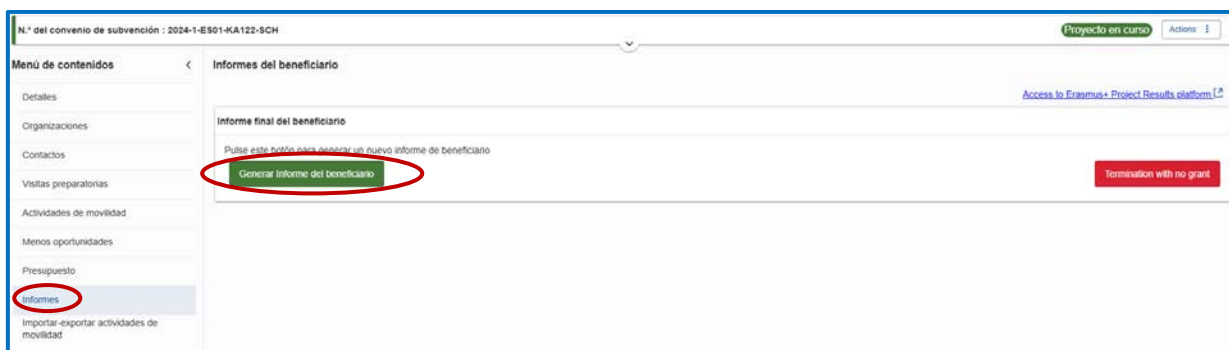 N.° del convenio de subvención : 2024-1-ES01-KA122-SCH
Proyecto en curso
Actions
Menú de contenidos
Informes del beneficiario
Detalles
Access to Erasmus+ Project Results platform
Organizaciones
Informe final del beneficiario
Contactos
Pulse este botón para generar un nuevo informe de beneficiario
Generar Informe del beneficiario
Termination with no grant
Visitas preparatorias
Actividades de movilidad
Menos oportunidades
Presupuesto
Informes
Importar-exportar actividades de
movilidad